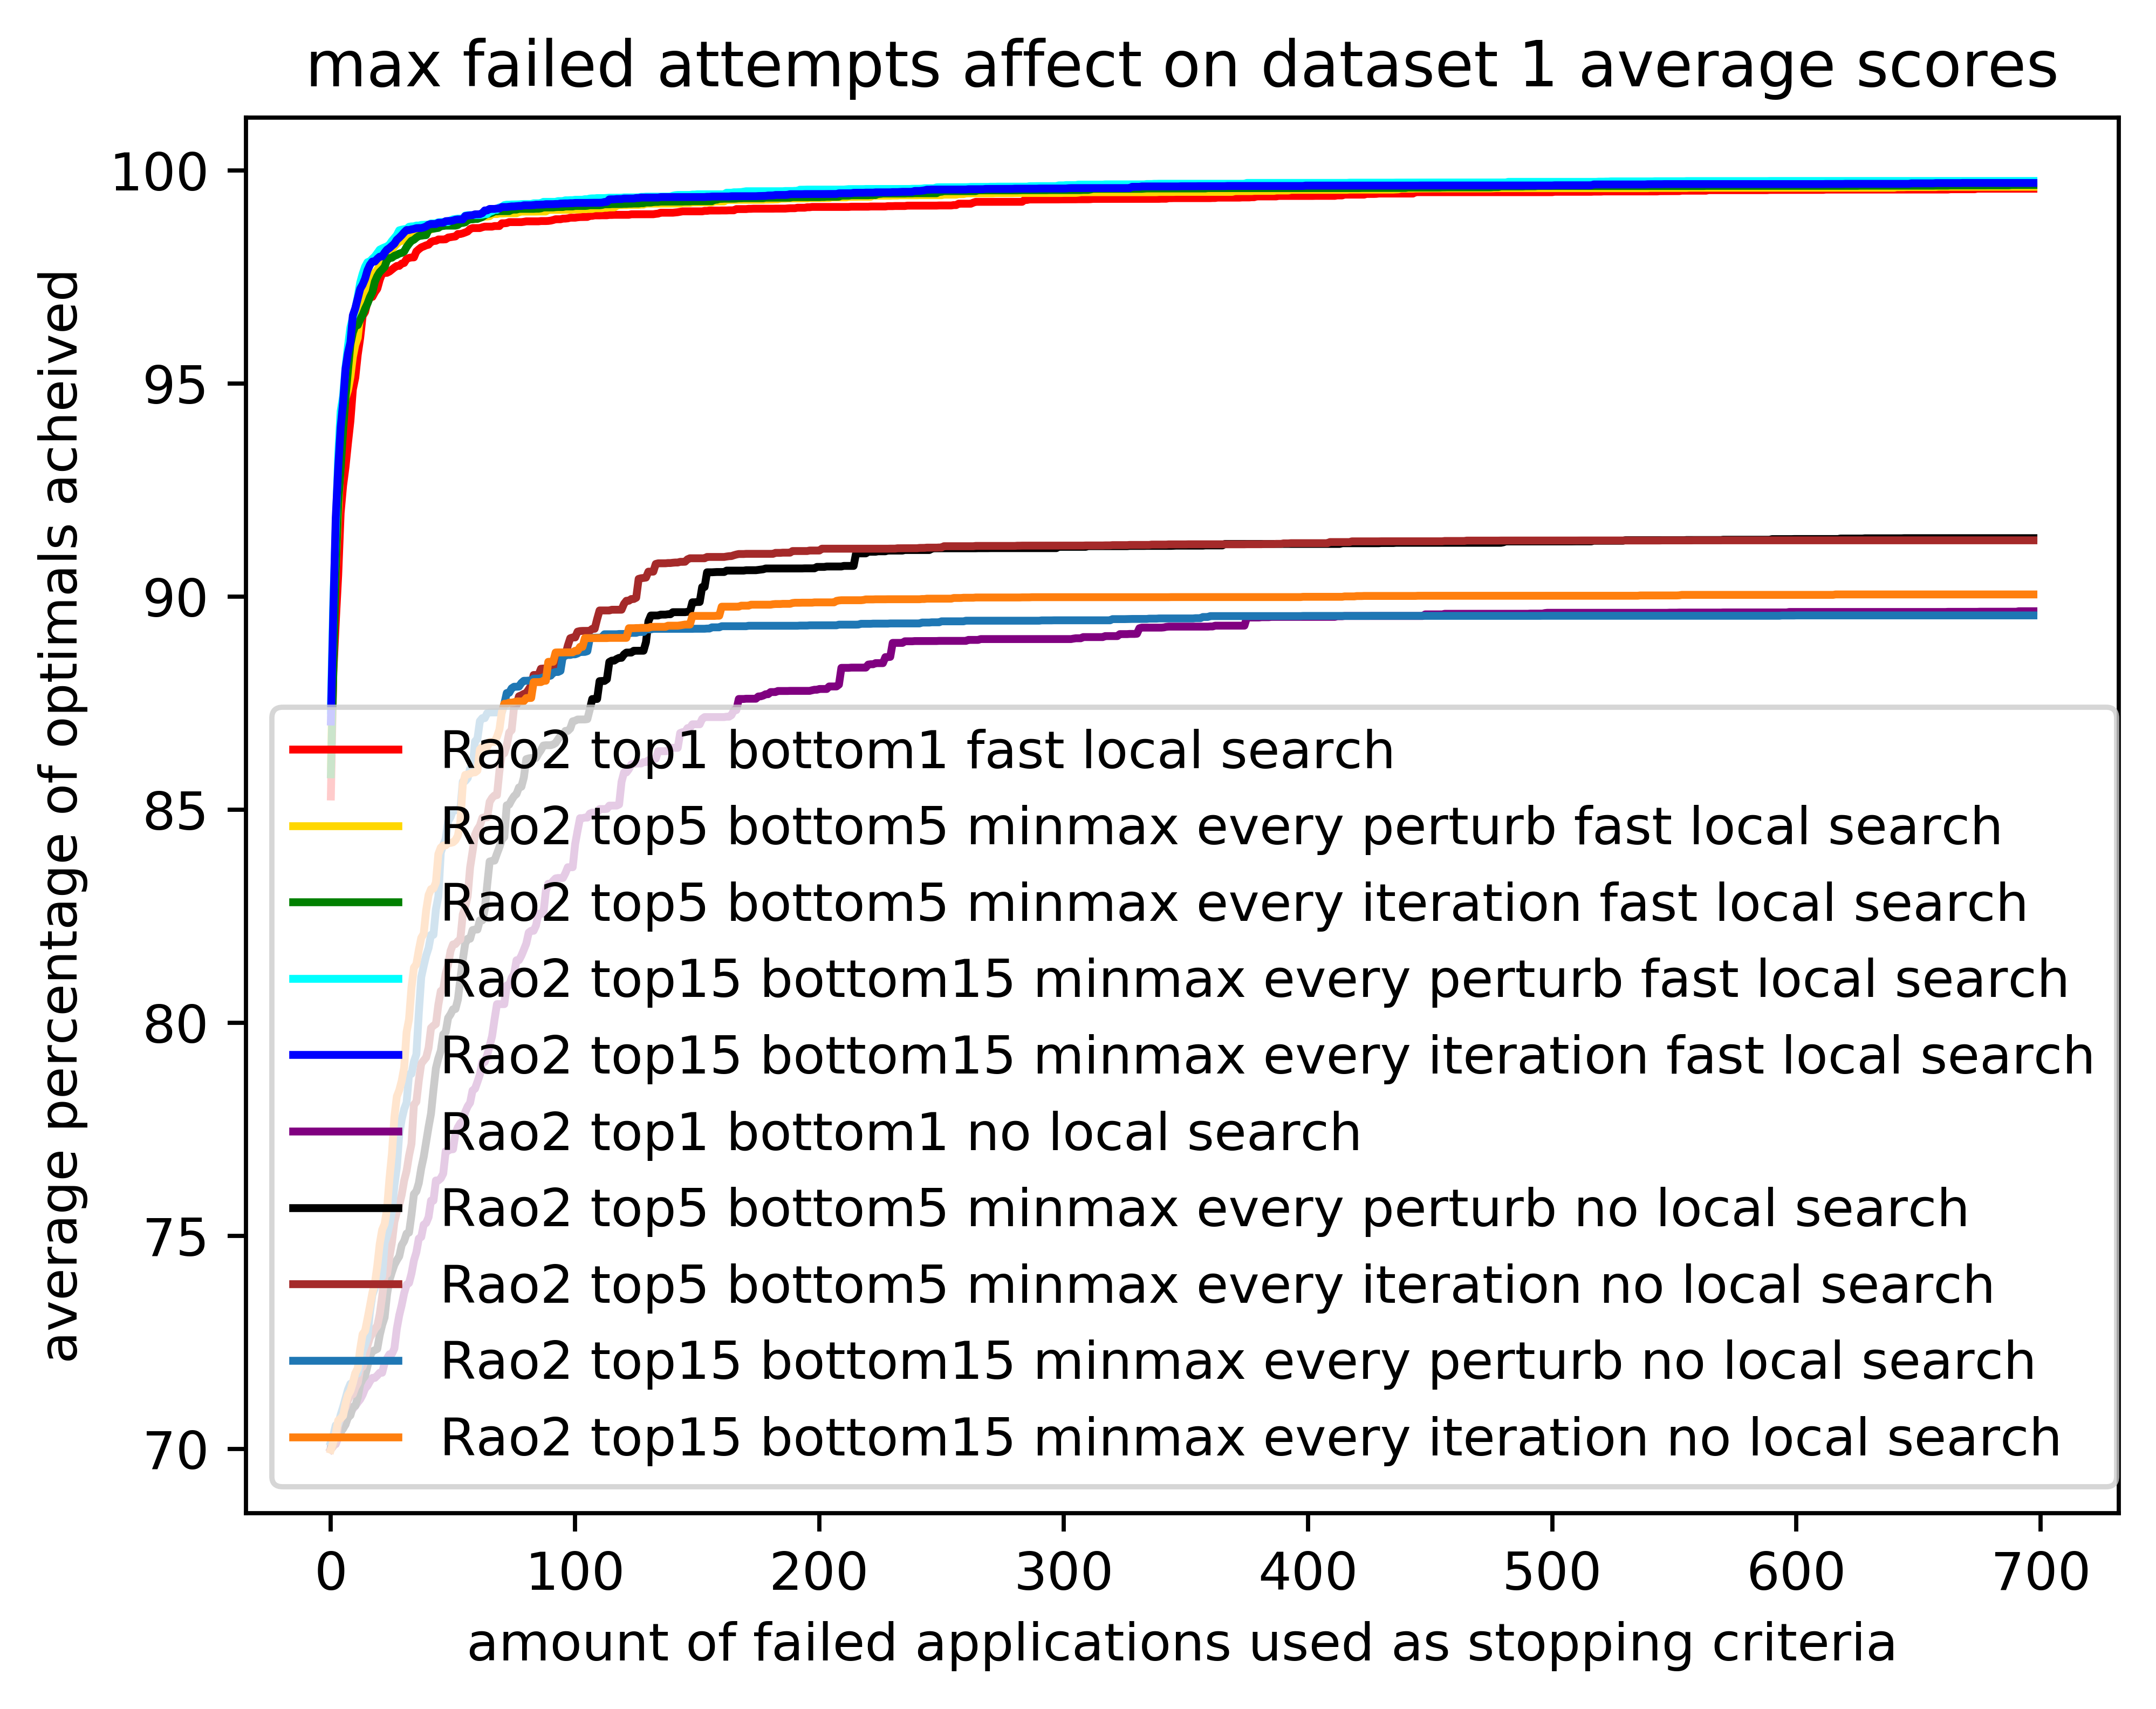 max failed attempts affect on dataset 1 average scores
average percentage of optimals acheived
100
95
90
85
80
75
70
Rao2 top1 bottom1 fast local search
Rao2 top5 bottom5 minmax every perturb fast local search
Rao2 top5 bottom5 minmax every iteration fast local search
Rao2 top15 bottom15 minmax every perturb fast local search
Rao2 top15 bottom15 minmax every iteration fast local search
Rao2 top1 bottom1 no local search
Rao2 top5 bottom5 minmax every perturb no local search
Rao2 top5 bottom5 minmax every iteration no local search
Rao2 top15 bottom15 minmax every perturb no local search
Rao2 top15 bottom15 minmax every iteration no local search
0 100 200 300 400 500 600 700
amount of failed applications used as stopping criteria